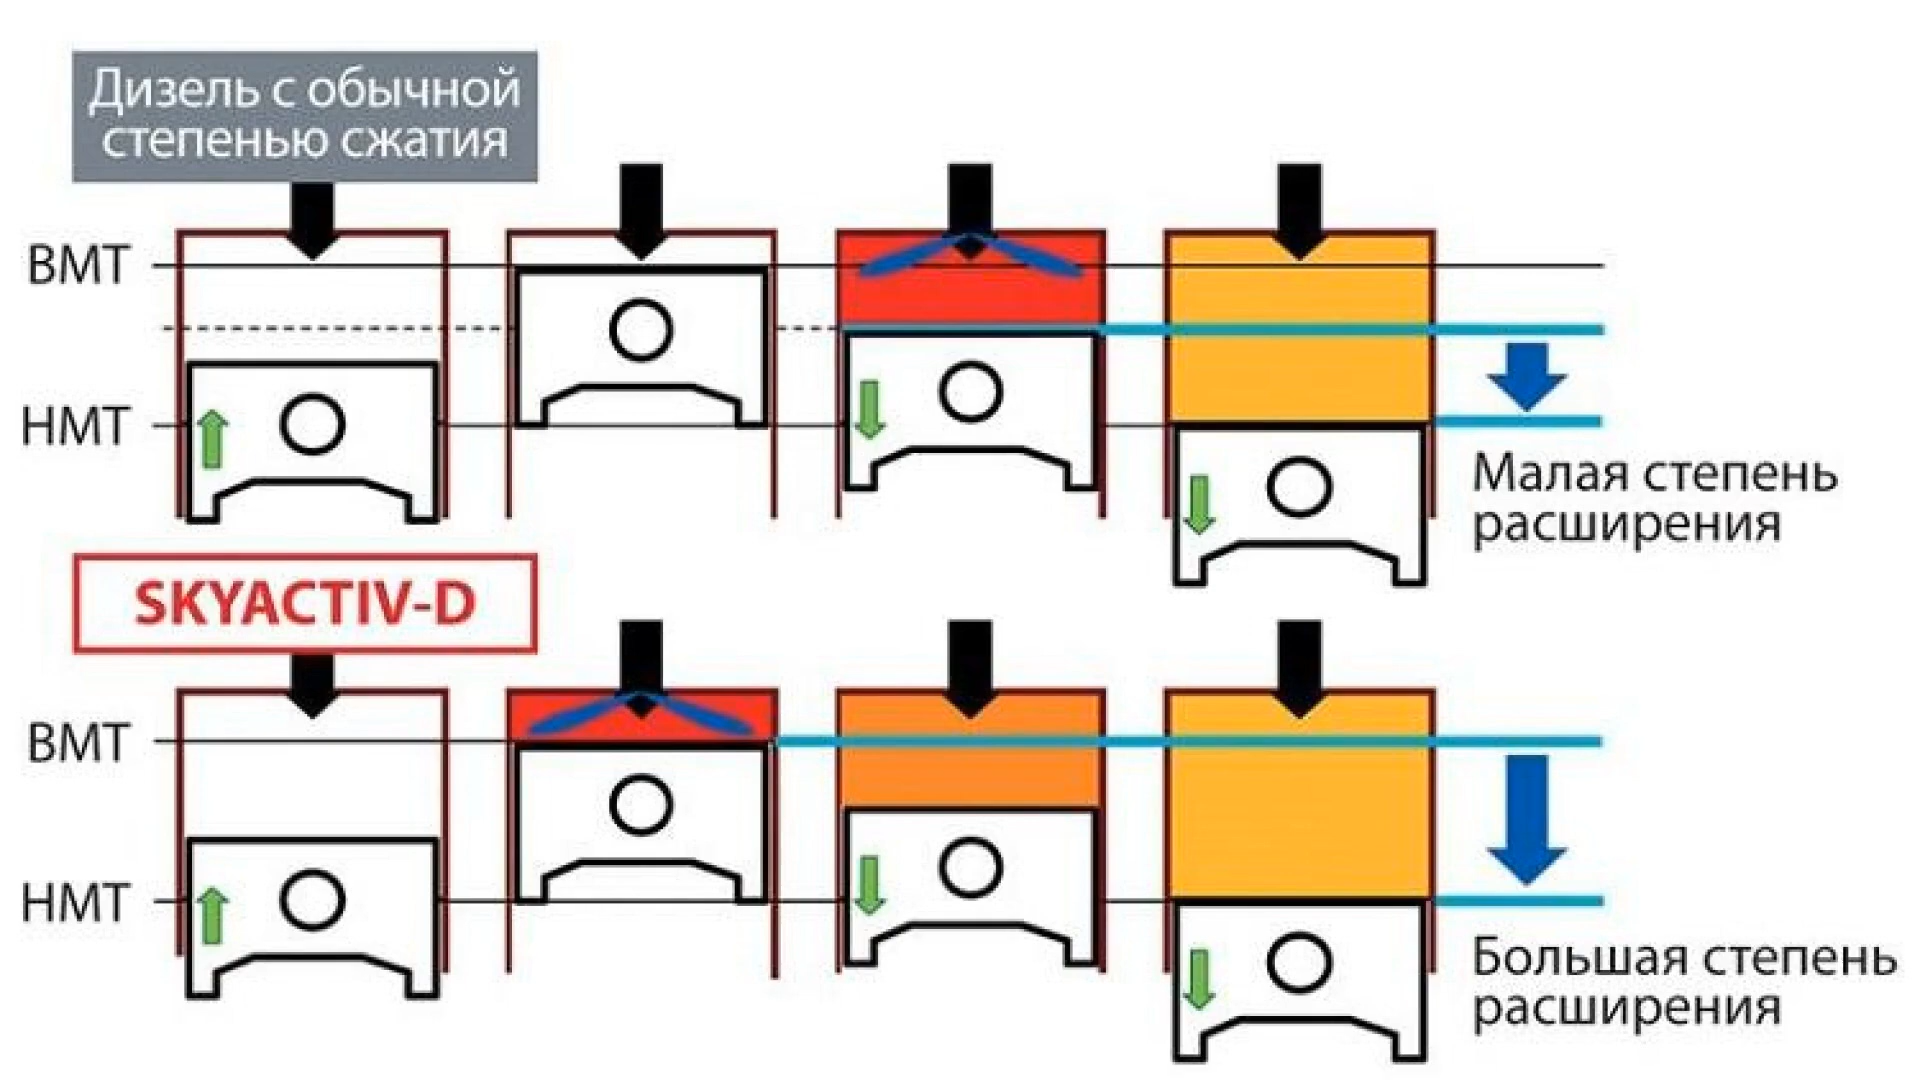 Дизель с обычной
степенью сжатия
ВМТ
НМТ
Малая степень
расширения
SKYACTIV-D
ВМТ
НМТ
Большая степень
расширения